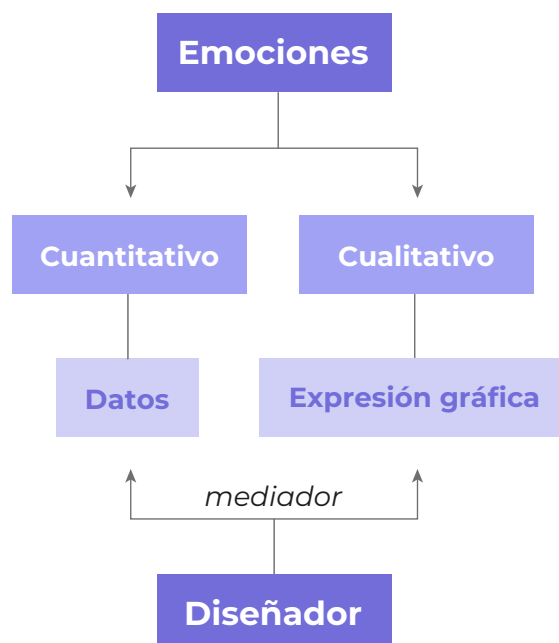 Emociones
Cuantitativo
Cualitativo
Datos
Expresión gráfica
mediador
Diseñador